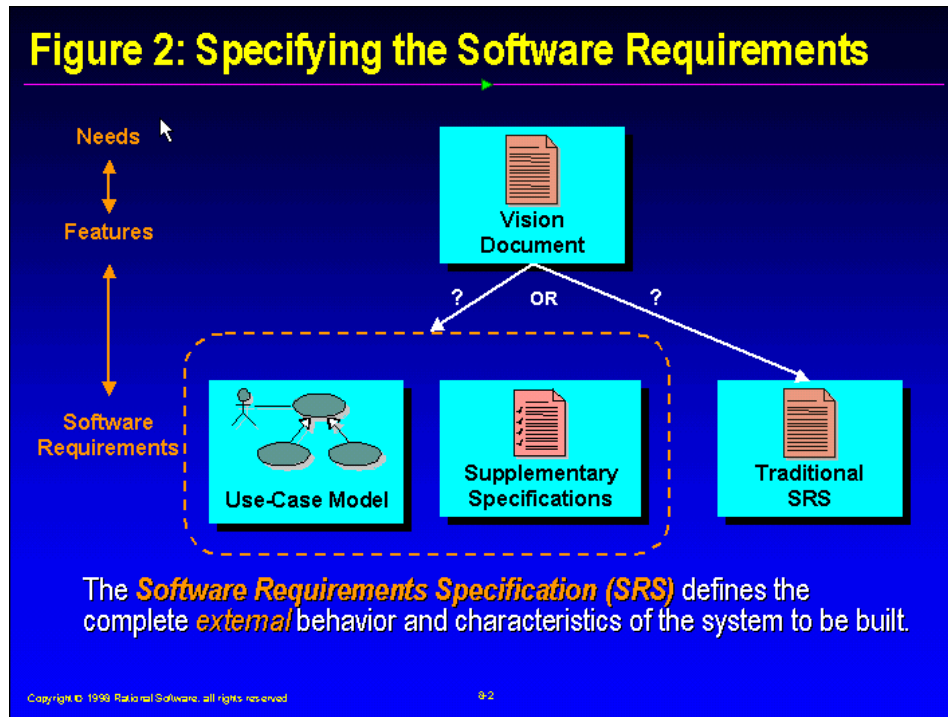 Figure 2: Specifying the Software Requirements
Needs
Features
Software
Requirements
Vision
Document
?
OR
?
Use-Case Model
Supplementary
Specifications
Traditional
SRS
The Software Requirements Specification (SRS) defines the
complete external behavior and characteristics of the system to be built.
Copyright © 1998 Rational Software, all rights reserved
8-2